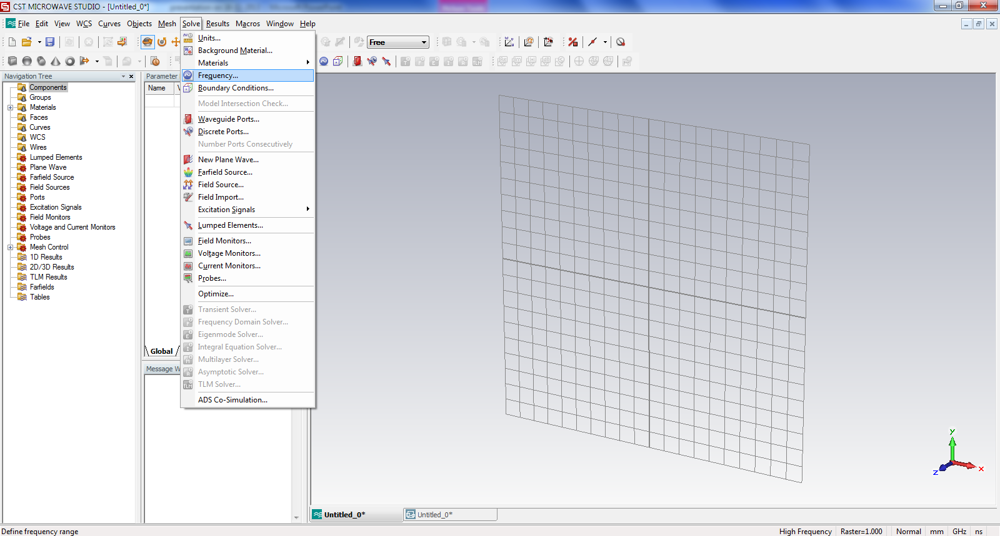 CST MICROWAVE STUDIO - [Untitled_0*]
File Edit View WCS Curves Objects Mesh Solve Results Macros Window Help
Free
Navigation Tree
Components
Groups
Materials
Faces
Curves
WCS
Wires
Lumped Elements
Plane Wave
Farfield Source
Field Sources
Ports
Excitation Signals
Field Monitors
Voltage and Current Monitors
Probes
Mesh Control
1D Results
2D/3D Results
TLM Results
Farfields
Tables
Parameter
Name V
Global
Message W
Units...
Background Material...
Materials
Frequency...
Boundary Conditions...
Model Intersection Check...
Waveguide Ports...
Discrete Ports...
Number Ports Consecutively
New Plane Wave...
Farfield Source...
Field Source...
Field Import...
Excitation Signals
Lumped Elements...
Field Monitors...
Voltage Monitors...
Current Monitors...
Probes...
Optimize...
Transient Solver...
Frequency Domain Solver...
Eigenmode Solver...
Integral Equation Solver...
Multilayer Solver...
Asymptotic Solver...
TLM Solver...
ADS Co-Simulation...
y
x
z
Untitled_0* Untitled_0*
Define frequency range High Frequency Raster=1.000 Normal mm GHz ns